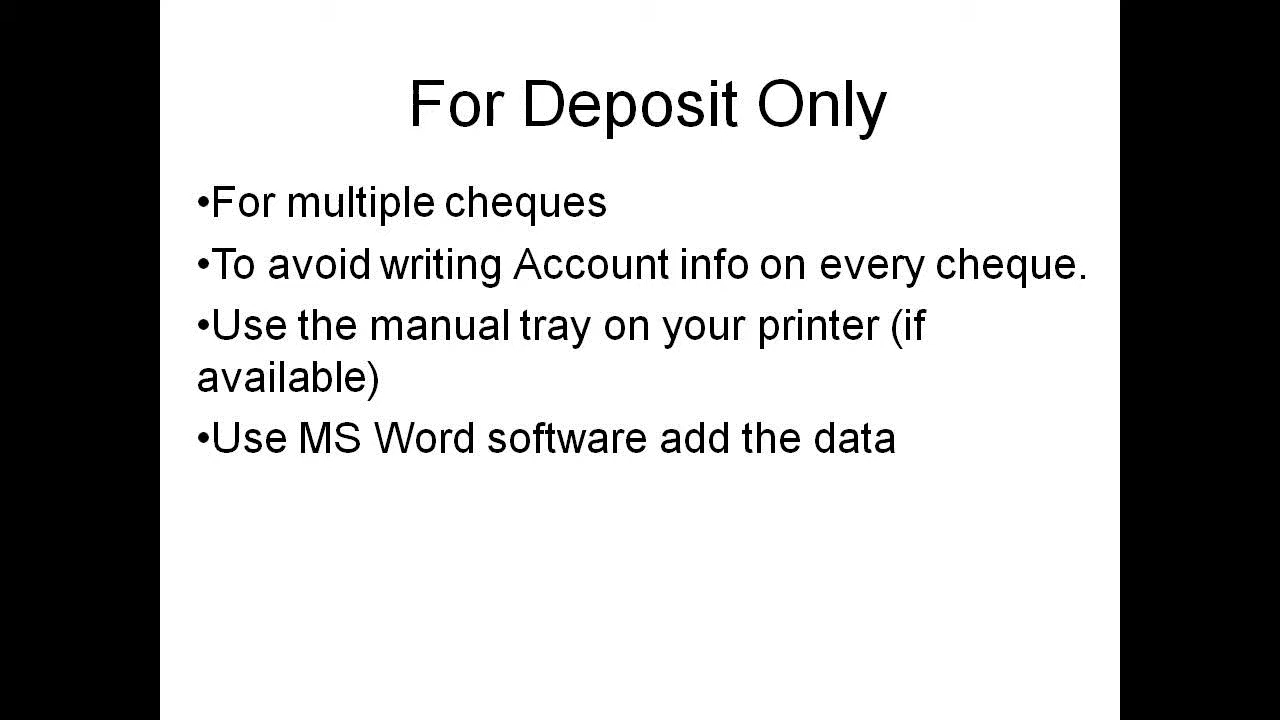 For Deposit Only
•For multiple cheques
•To avoid writing Account info on every cheque.
•Use the manual tray on your printer (if
available)
•Use MS Word software add the data